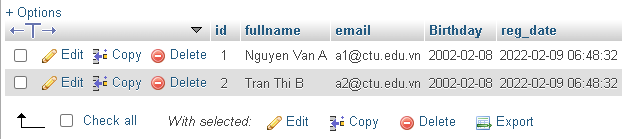 + Options
id fullname email Birthday reg_date
Edit Copy Delete 1 Nguyen Van A a1@ctu.edu.vn 2002-02-08 2022-02-09 06:48:32
Edit Copy Delete 2 Tran Thi B a2@ctu.edu.vn 2002-02-08 2022-02-09 06:48:32
Check all With selected: Edit Copy Delete Export